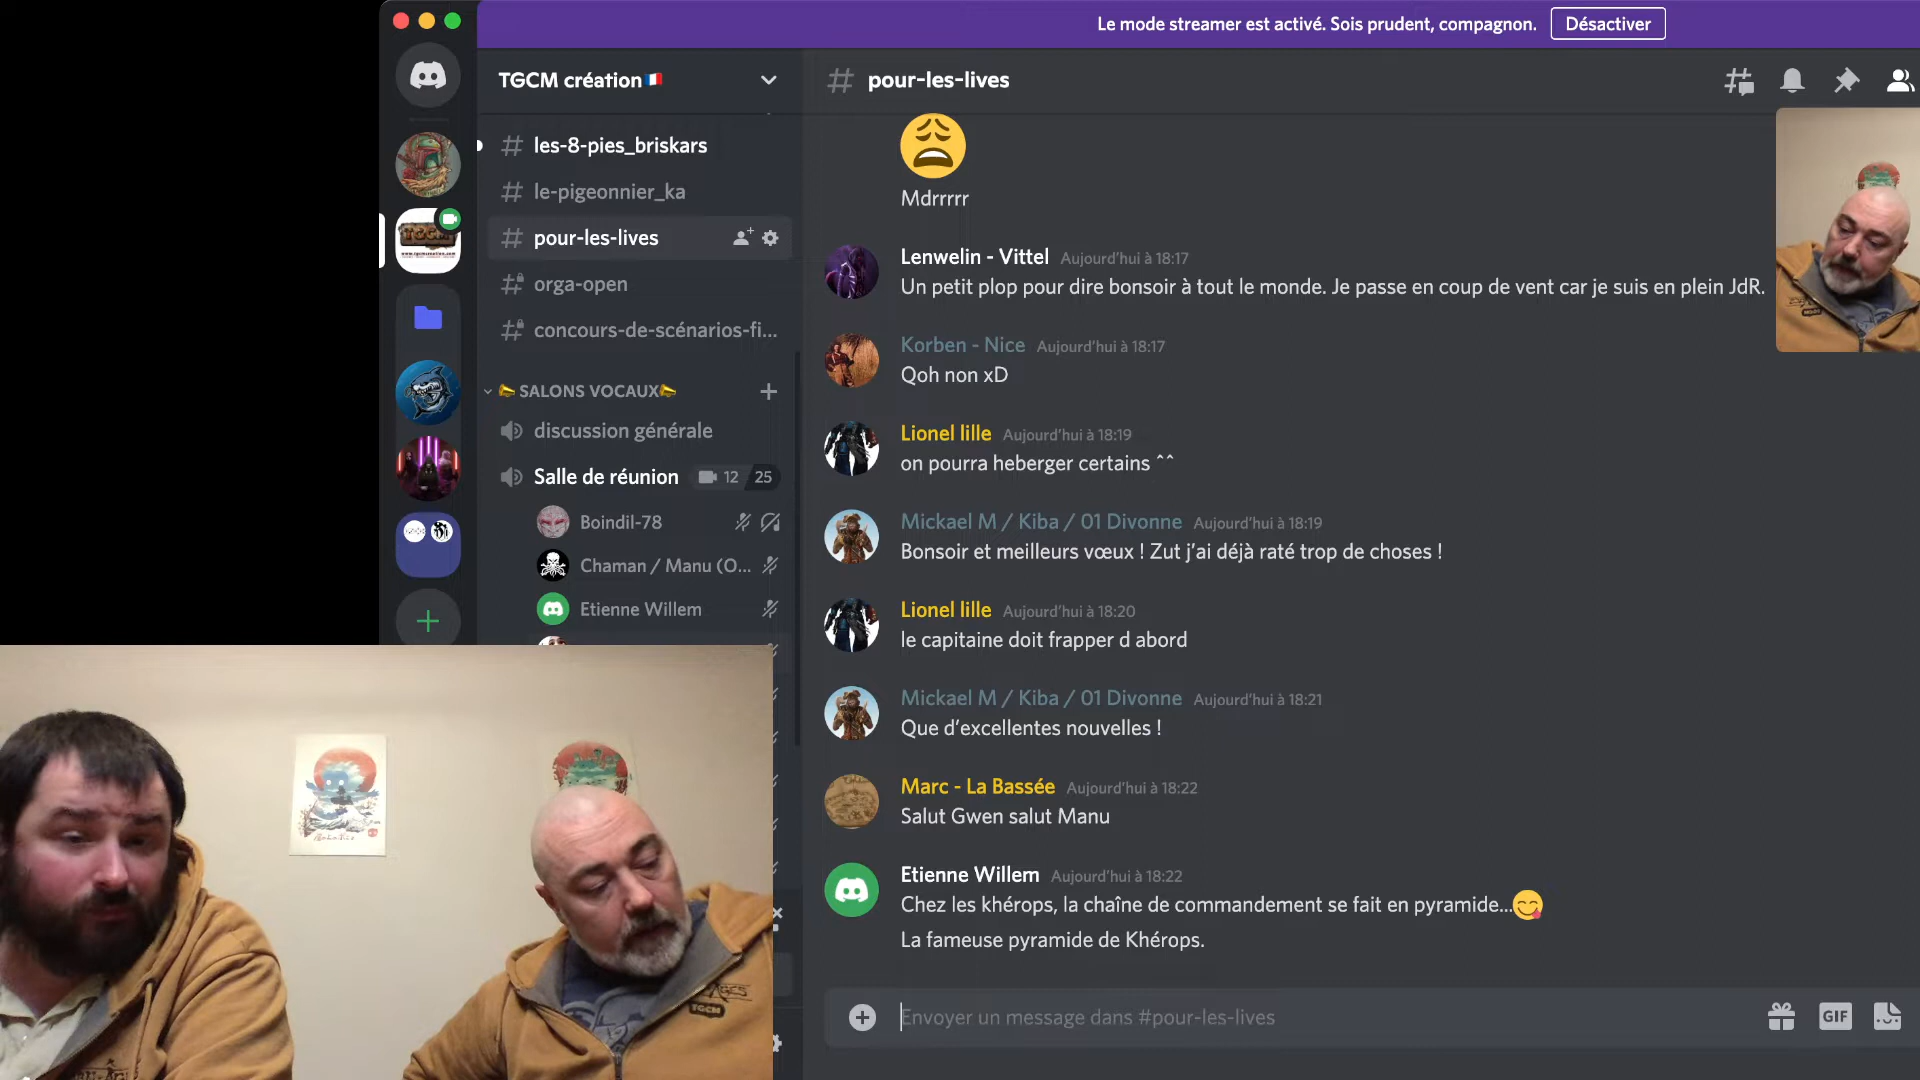 Le mode streamer est activé. Sois prudent, compagnon.
Désactiver
TGCM création
pour-les-lives
les-8-pies_briskars
le-pigeonnier_ka
pour-les-lives
orga-open
concours-de-scénarios-fi...
SALONS VOCAUX
discussion générale
Salle de réunion 12 25
Boindil-78
Chaman / Manu (O...
Etienne Willem
Mdrrrrr
Lenwelin - Vittel Aujourd'hui à 18:17
Un petit plop pour dire bonsoir à tout le monde. Je passe en coup de vent car je suis en plein JdR.
Korben - Nice Aujourd'hui à 18:17
Qoh non xD
Lionel lille Aujourd'hui à 18:19
on pourra heberger certains ^^
Mickael M / Kiba / 01 Divonne Aujourd'hui à 18:19
Bonsoir et meilleurs vœux ! Zut j'ai déjà raté trop de choses !
Lionel lille Aujourd'hui à 18:20
le capitaine doit frapper d abord
Mickael M / Kiba / 01 Divonne Aujourd'hui à 18:21
Que d'excellentes nouvelles !
Marc - La Bassée Aujourd'hui à 18:22
Salut Gwen salut Manu
Etienne Willem Aujourd'hui à 18:22
Chez les khérops, la chaîne de commandement se fait en pyramide...
La fameuse pyramide de Khérops.
Envoyer un message dans #pour-les-lives
GIF
TGCM